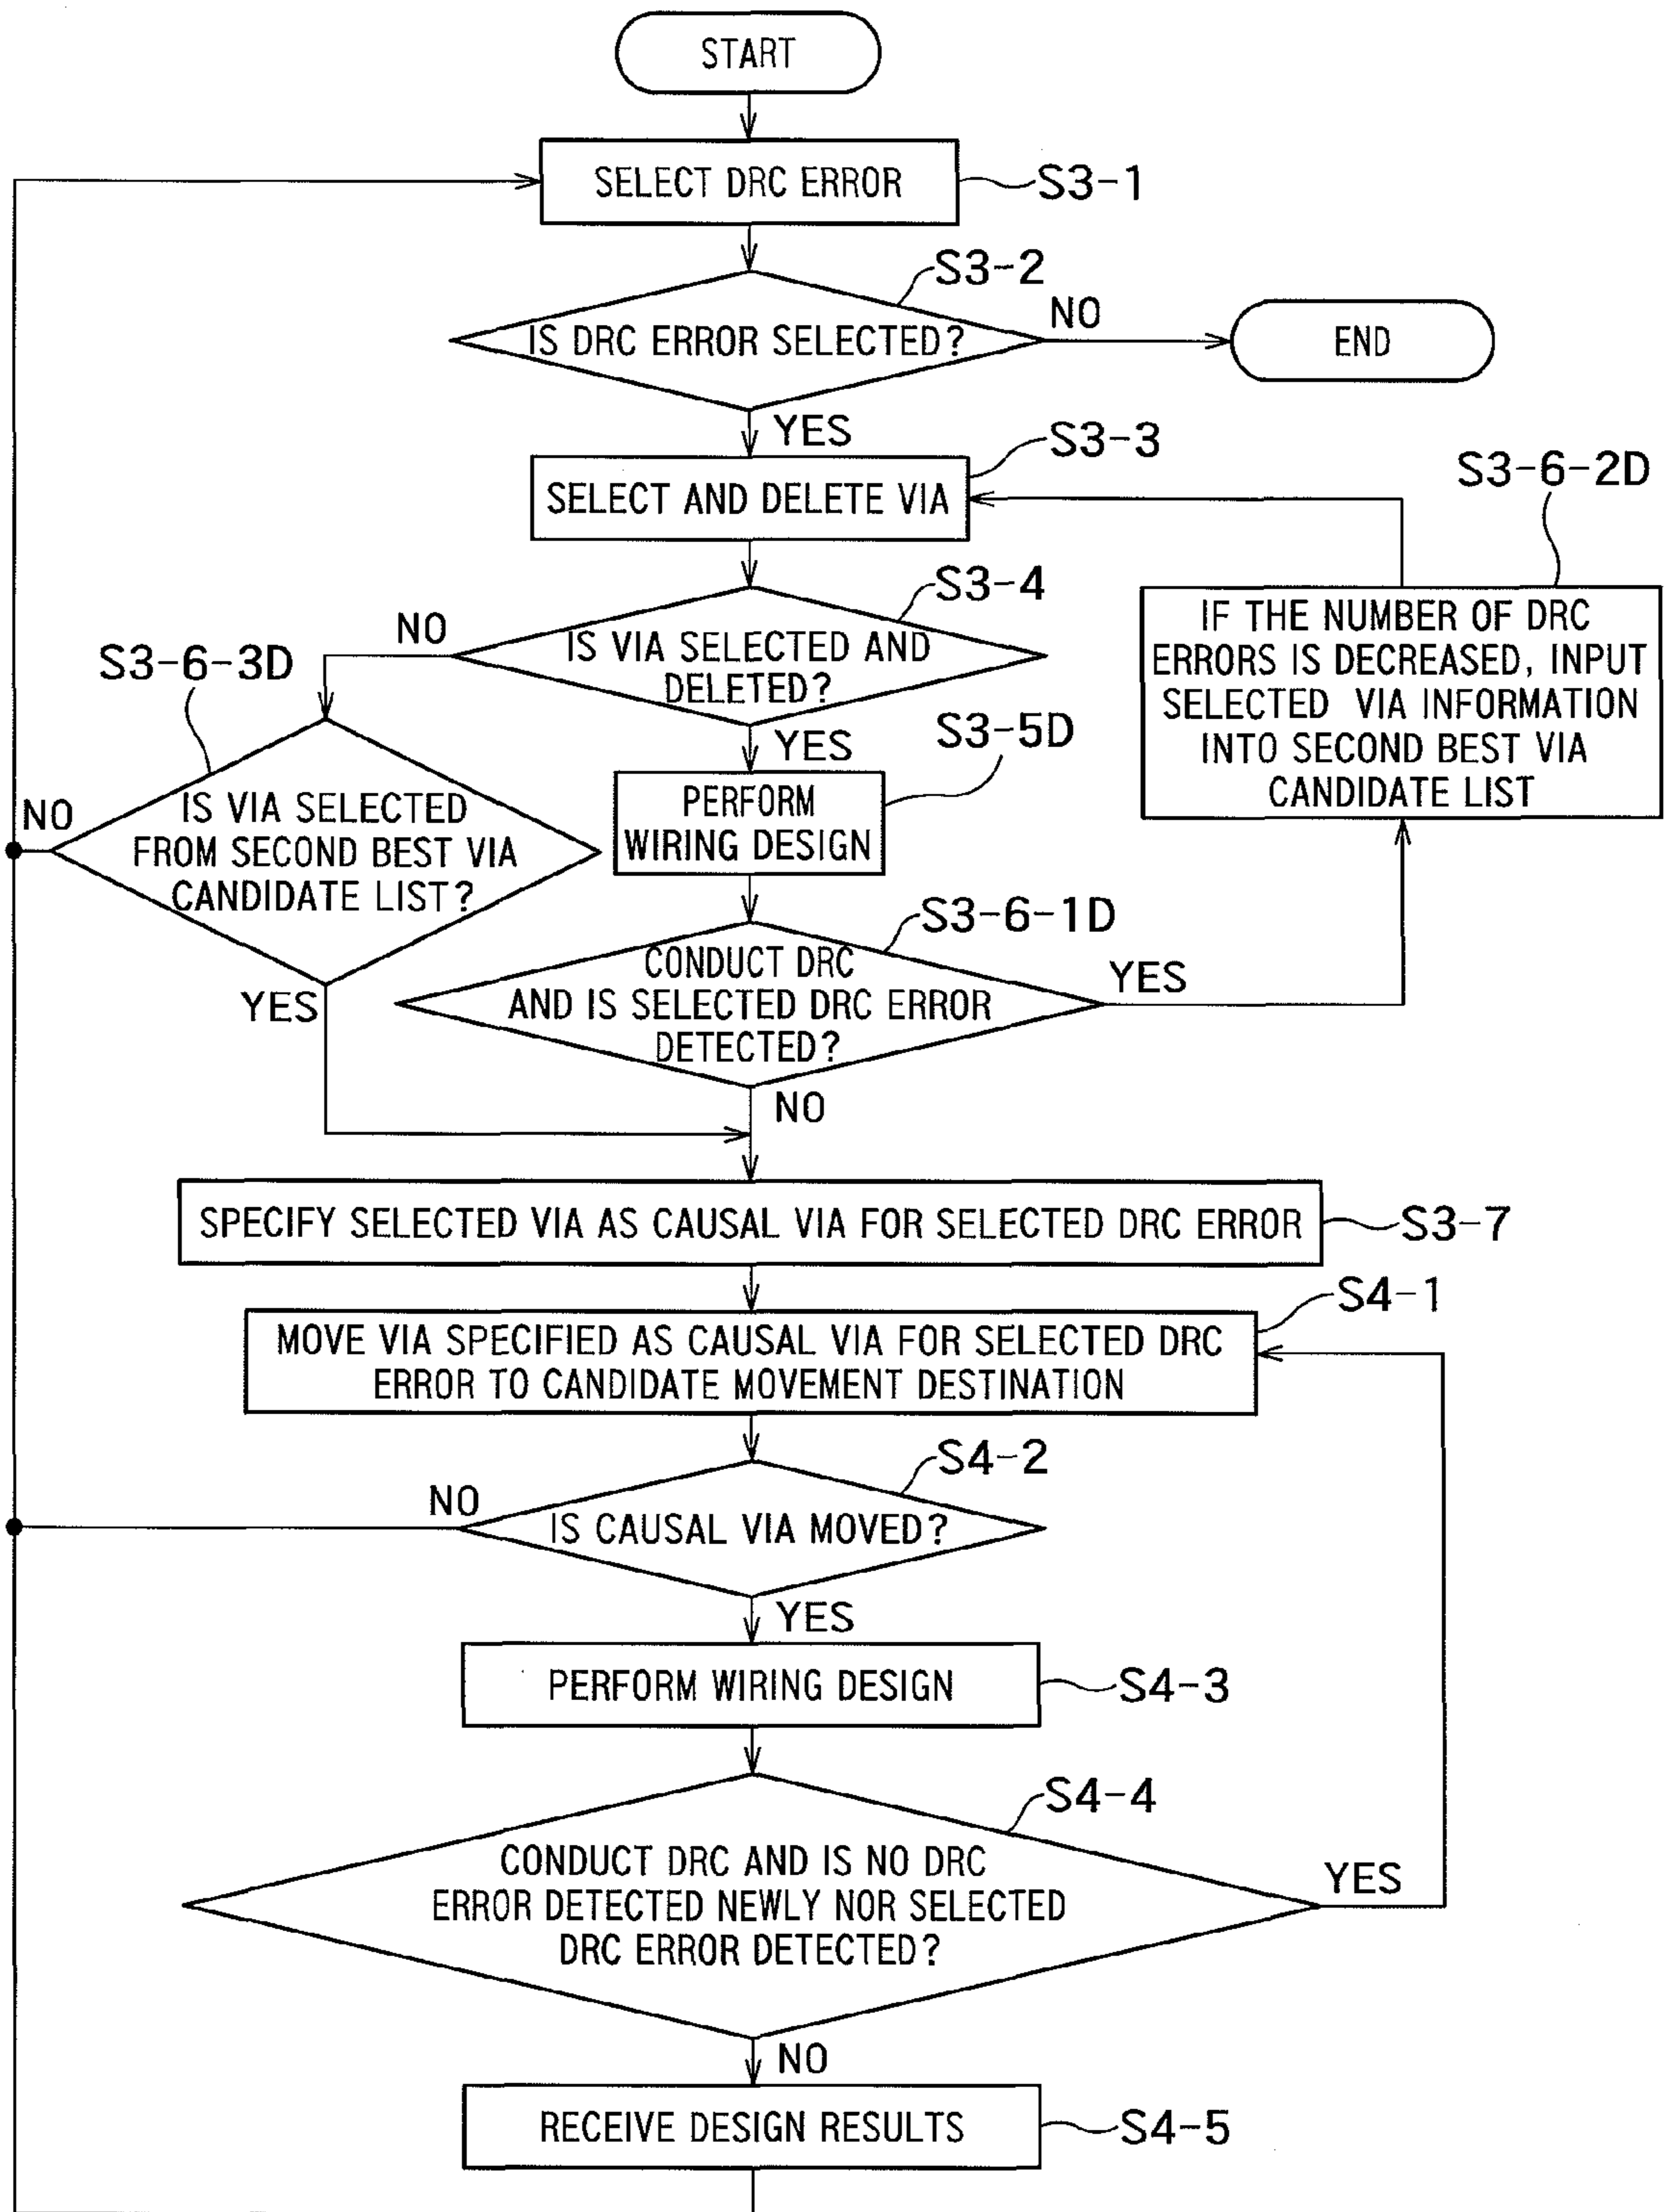 START
SELECT DRC ERROR
S3-1
S3-2
IS DRC ERROR SELECTED?
NO
END
YES
S3-3
SELECT AND DELETE VIA
S3-6-2D
IF THE NUMBER OF DRC
ERRORS IS DECREASED, INPUT
SELECTED VIA INFORMATION
INTO SECOND BEST VIA
CANDIDATE LIST
S3-4
IS VIA SELECTED AND
DELETED?
NO
YES
S3-6-3D
IS VIA SELECTED
FROM SECOND BEST VIA
CANDIDATE LIST?
NO
YES
S3-5D
PERFORM
WIRING DESIGN
S3-6-1D
CONDUCT DRC
AND IS SELECTED DRC ERROR
DETECTED?
YES
NO
SPECIFY SELECTED VIA AS CAUSAL VIA FOR SELECTED DRC ERROR
S3-7
S4-1
MOVE VIA SPECIFIED AS CAUSAL VIA FOR SELECTED DRC
ERROR TO CANDIDATE MOVEMENT DESTINATION
S4-2
IS CAUSAL VIA MOVED?
NO
YES
PERFORM WIRING DESIGN
S4-3
S4-4
CONDUCT DRC AND IS NO DRC
ERROR DETECTED NEWLY NOR SELECTED
DRC ERROR DETECTED?
YES
NO
RECEIVE DESIGN RESULTS
S4-5